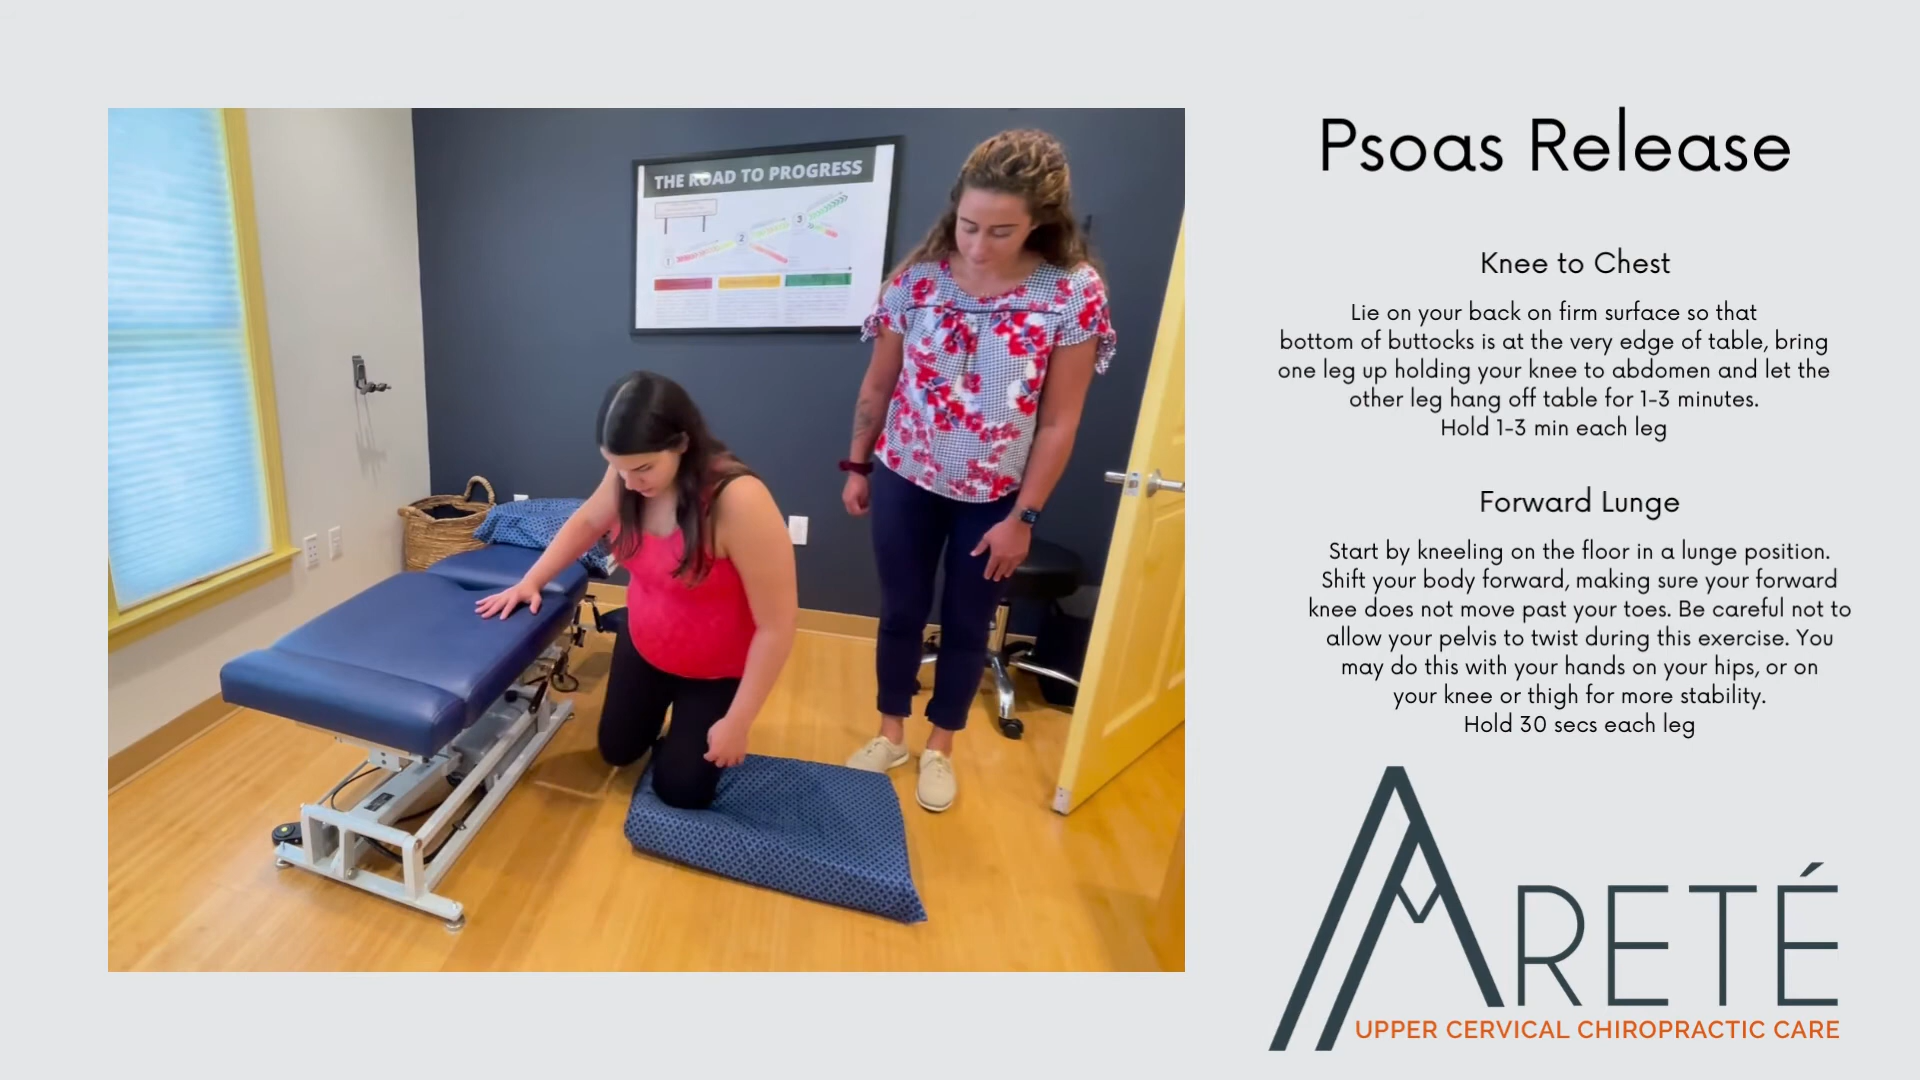 THE ROAD TO PROGRESS
1
2
3
Psoas Release
Knee to Chest
Lie on your back on firm surface so that
bottom of buttocks is at the very edge of table, bring
one leg up holding your knee to abdomen and let the
other leg hang off table for 1-3 minutes.
Hold 1-3 min each leg
Forward Lunge
Start by kneeling on the floor in a lunge position.
Shift your body forward, making sure your forward
knee does not move past your toes. Be careful not to
allow your pelvis to twist during this exercise. You
may do this with your hands on your hips, or on
your knee or thigh for more stability.
Hold 30 secs each leg
ARETÉ
UPPER CERVICAL CHIROPRACTIC CARE